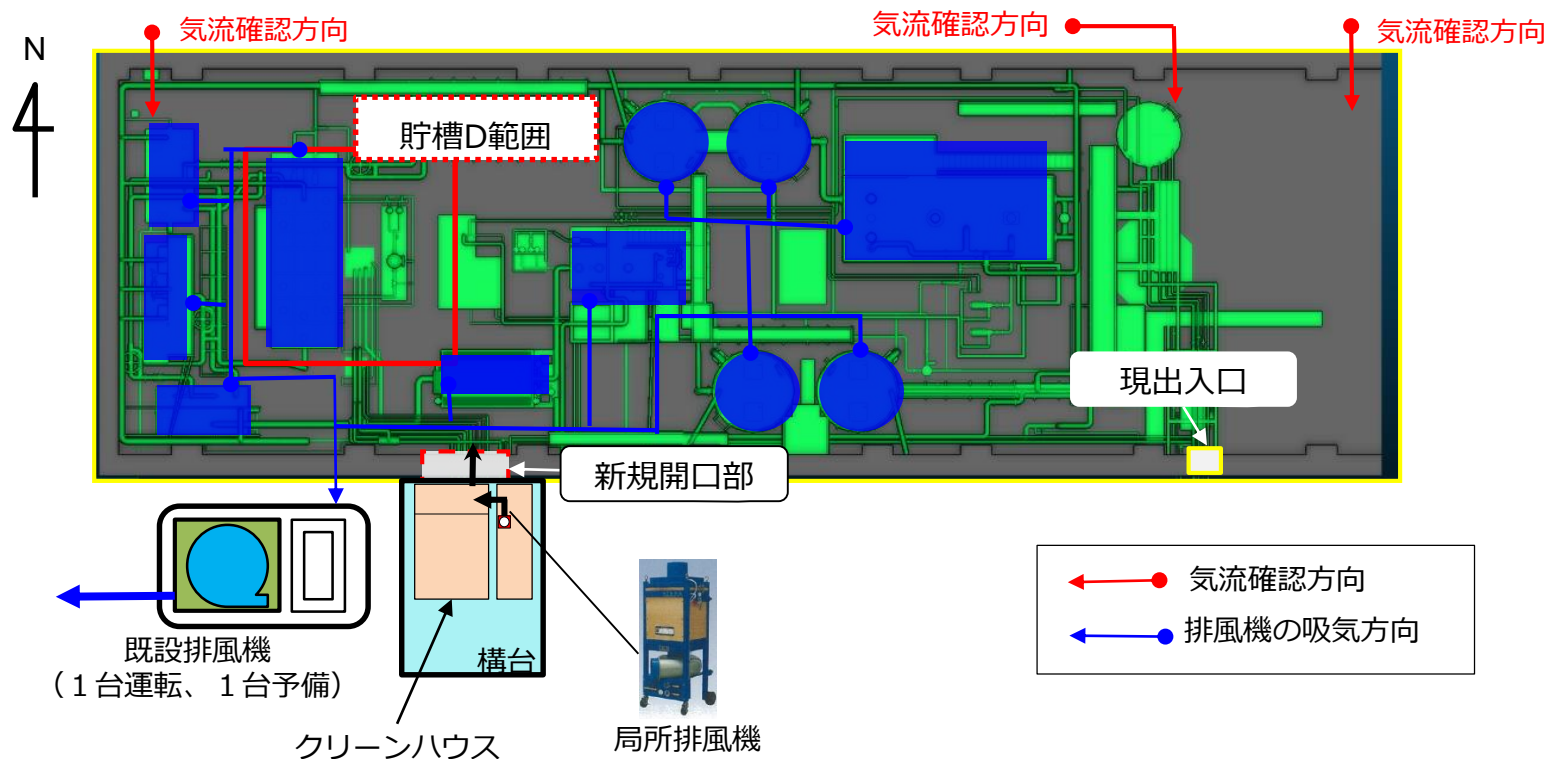 気流確認方向
気流確認方向
気流確認方向
N
貯槽D範囲
現出入口
新規開口部
既設排風機
（１台運転、１台予備）
構台
クリーンハウス
局所排風機
気流確認方向
排風機の吸気方向